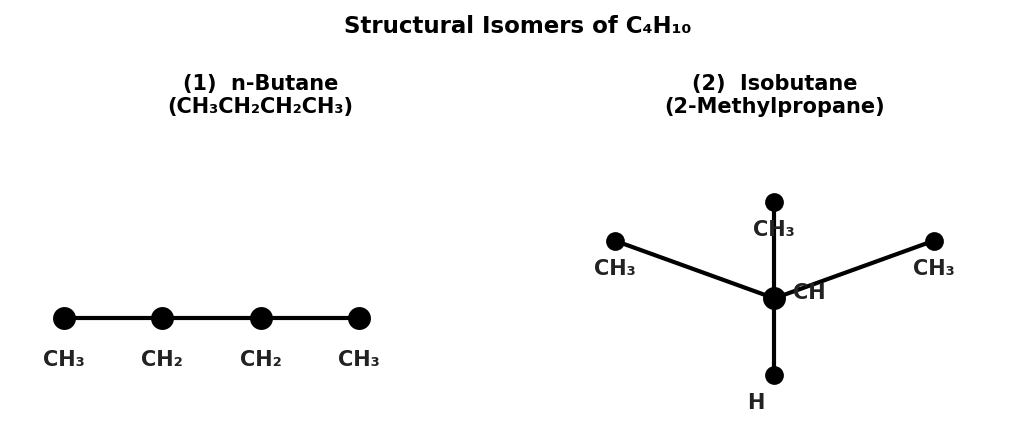 Structural Isomers of C₄H₁₀
(1)  n-Butane
(CH₃CH₂CH₂CH₃)
CH₃ CH₂ CH₂ CH₃
(2)  Isobutane
(2-Methylpropane)
CH₃
CH₃ CH₃
CH
H